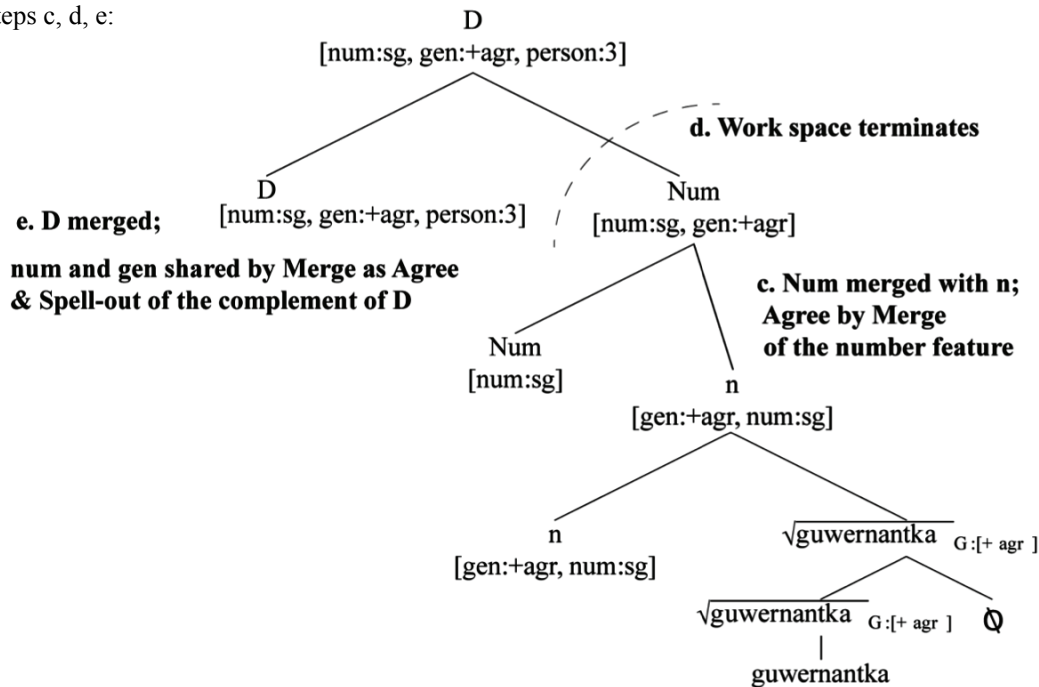 eps c, d, e:
D
[num:sg, gen:+agr, person:3]
d. Work space terminates
D
Num
e. D merged;
[num:sg, gen:+agr, person:3]
[num:sg, gen:+agr]
num and gen shared by Merge as Agree
& Spell-out of the complement of D
c. Num merged with n;
Agree by Merge
of the number feature
Num
[num:sg]
n
[gen:+agr, num:sg]
n
[gen:+agr, num:sg]
√guwernantka G:[+ agr ]
√guwernantka G:[+ agr ] Ø
guwernantka